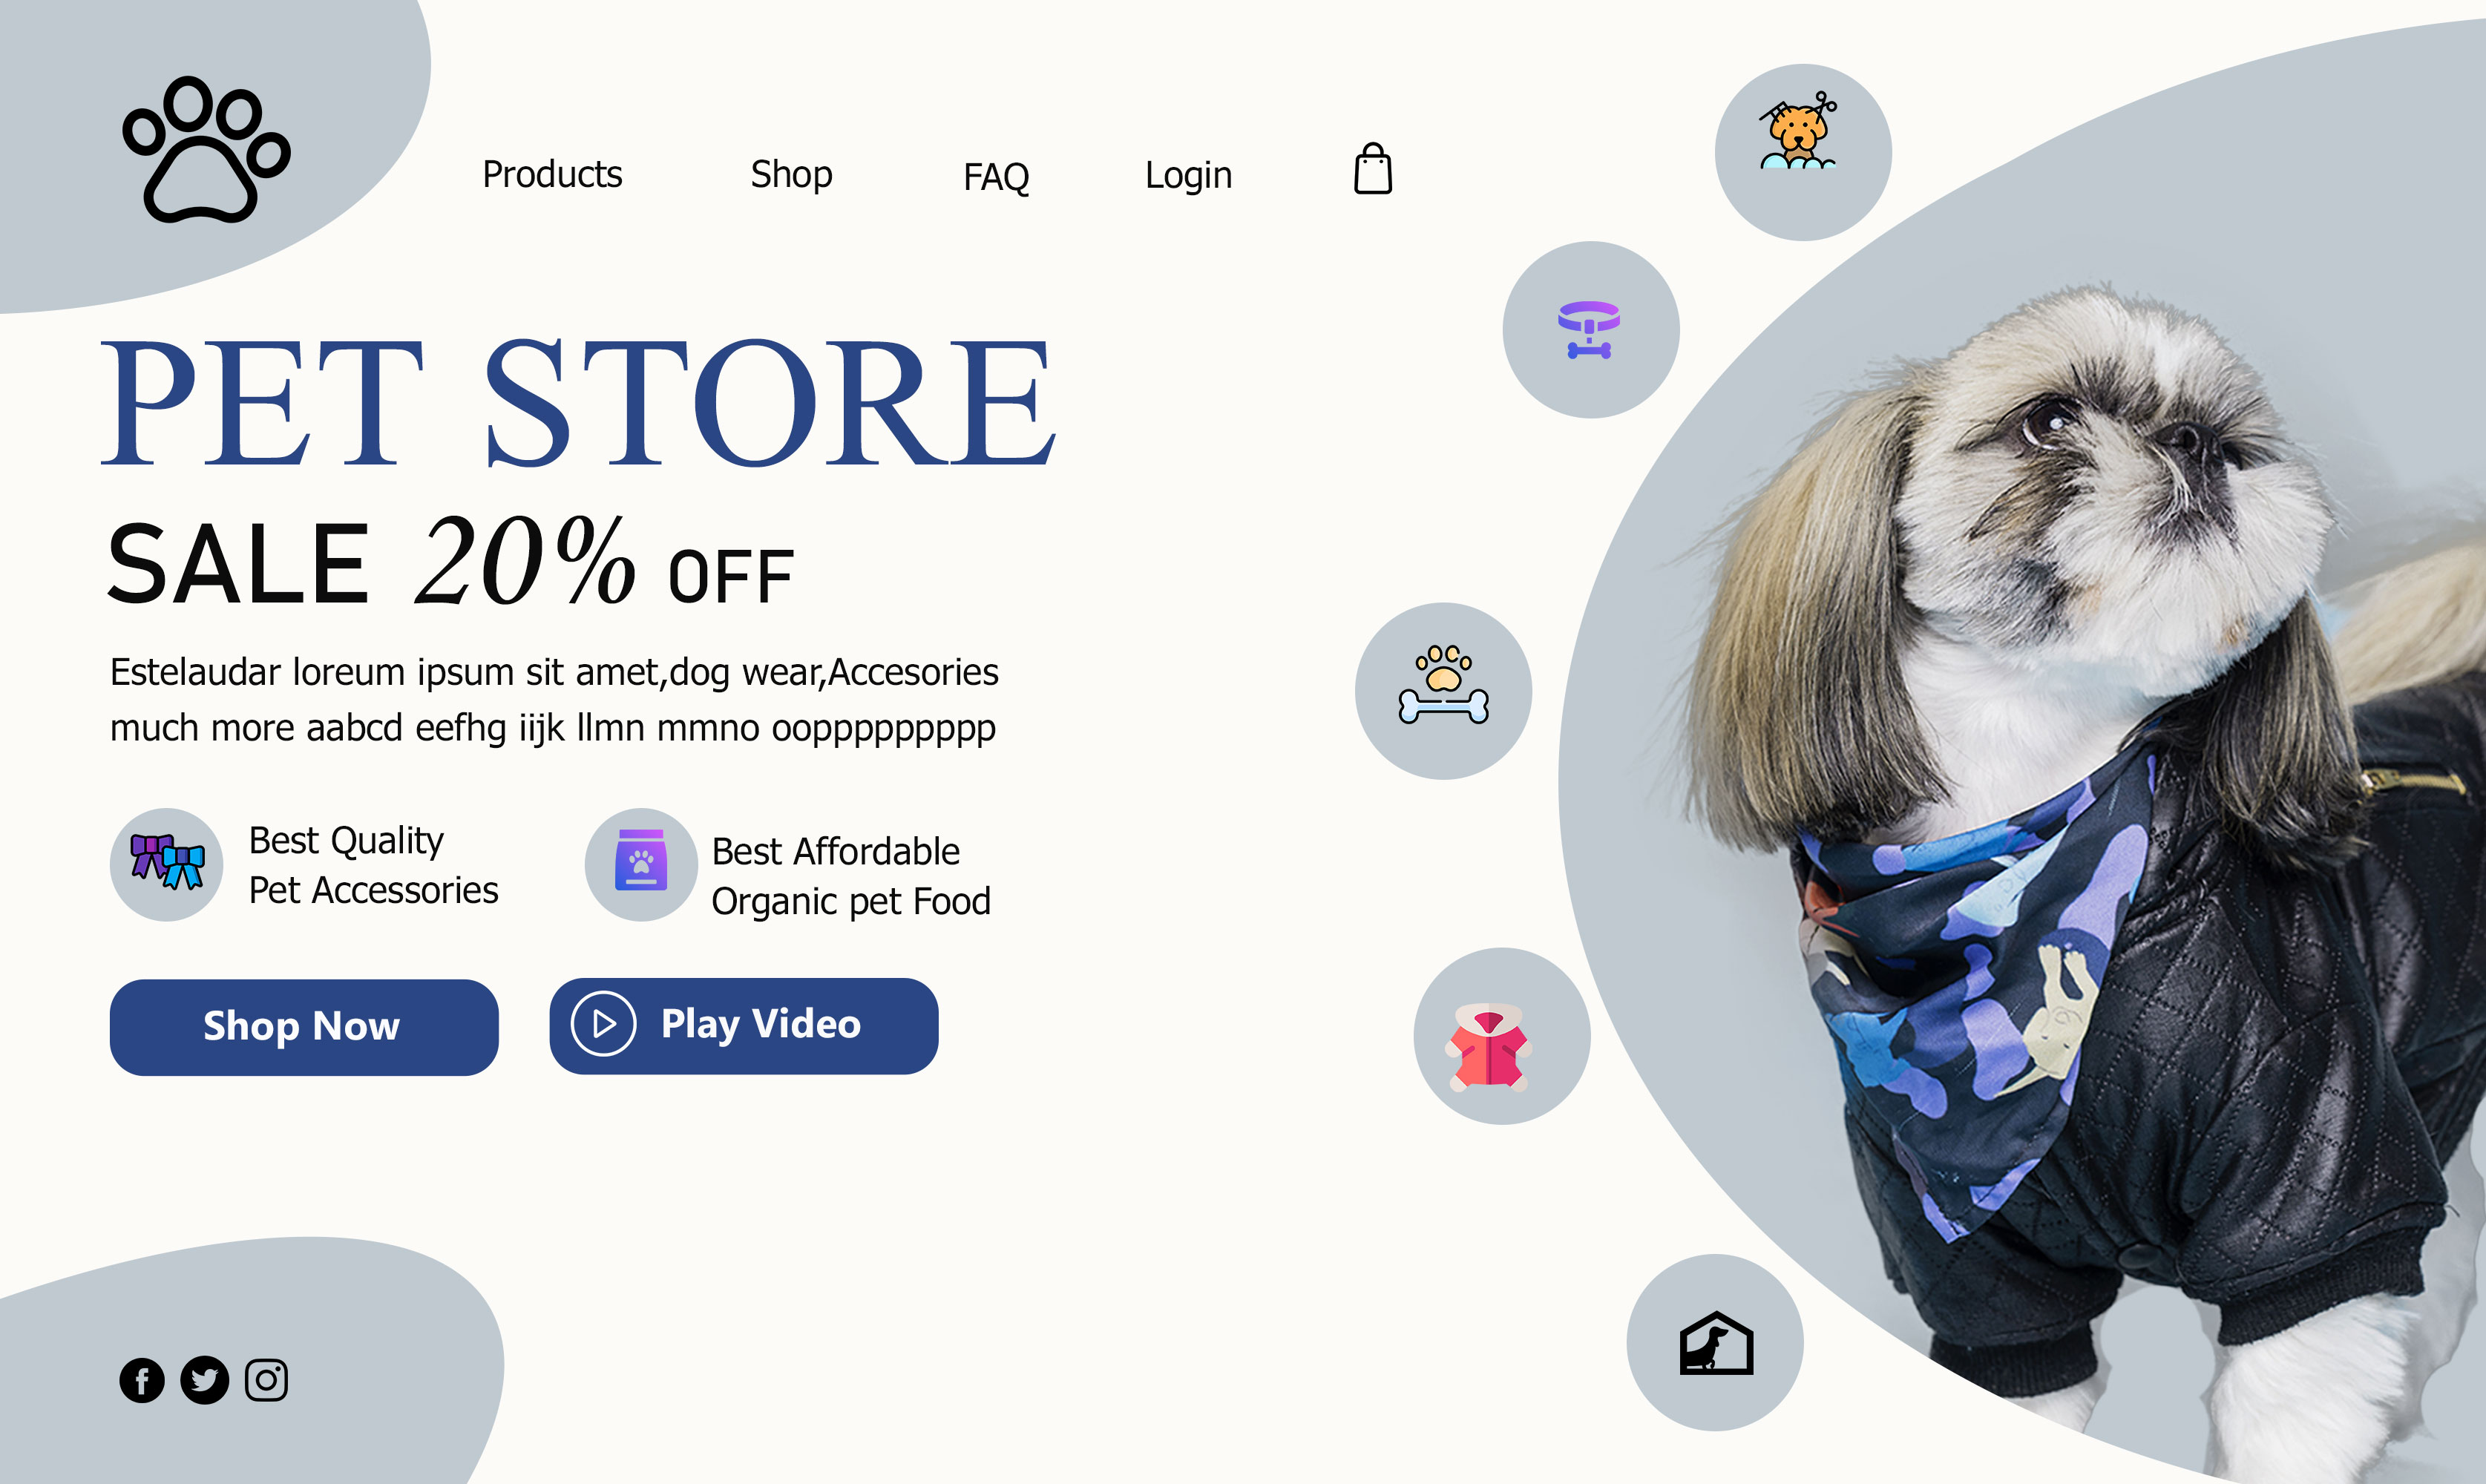 Products Shop FAQ Login
PET STORE
SALE 20% OFF
Estelaudar loreum ipsum sit amet,dog wear,Accesories
much more aabcd eefhg iijk llmn mmno ooppppppppp
Best Quality
Pet Accessories
Best Affordable
Organic pet Food
Shop Now
Play Video